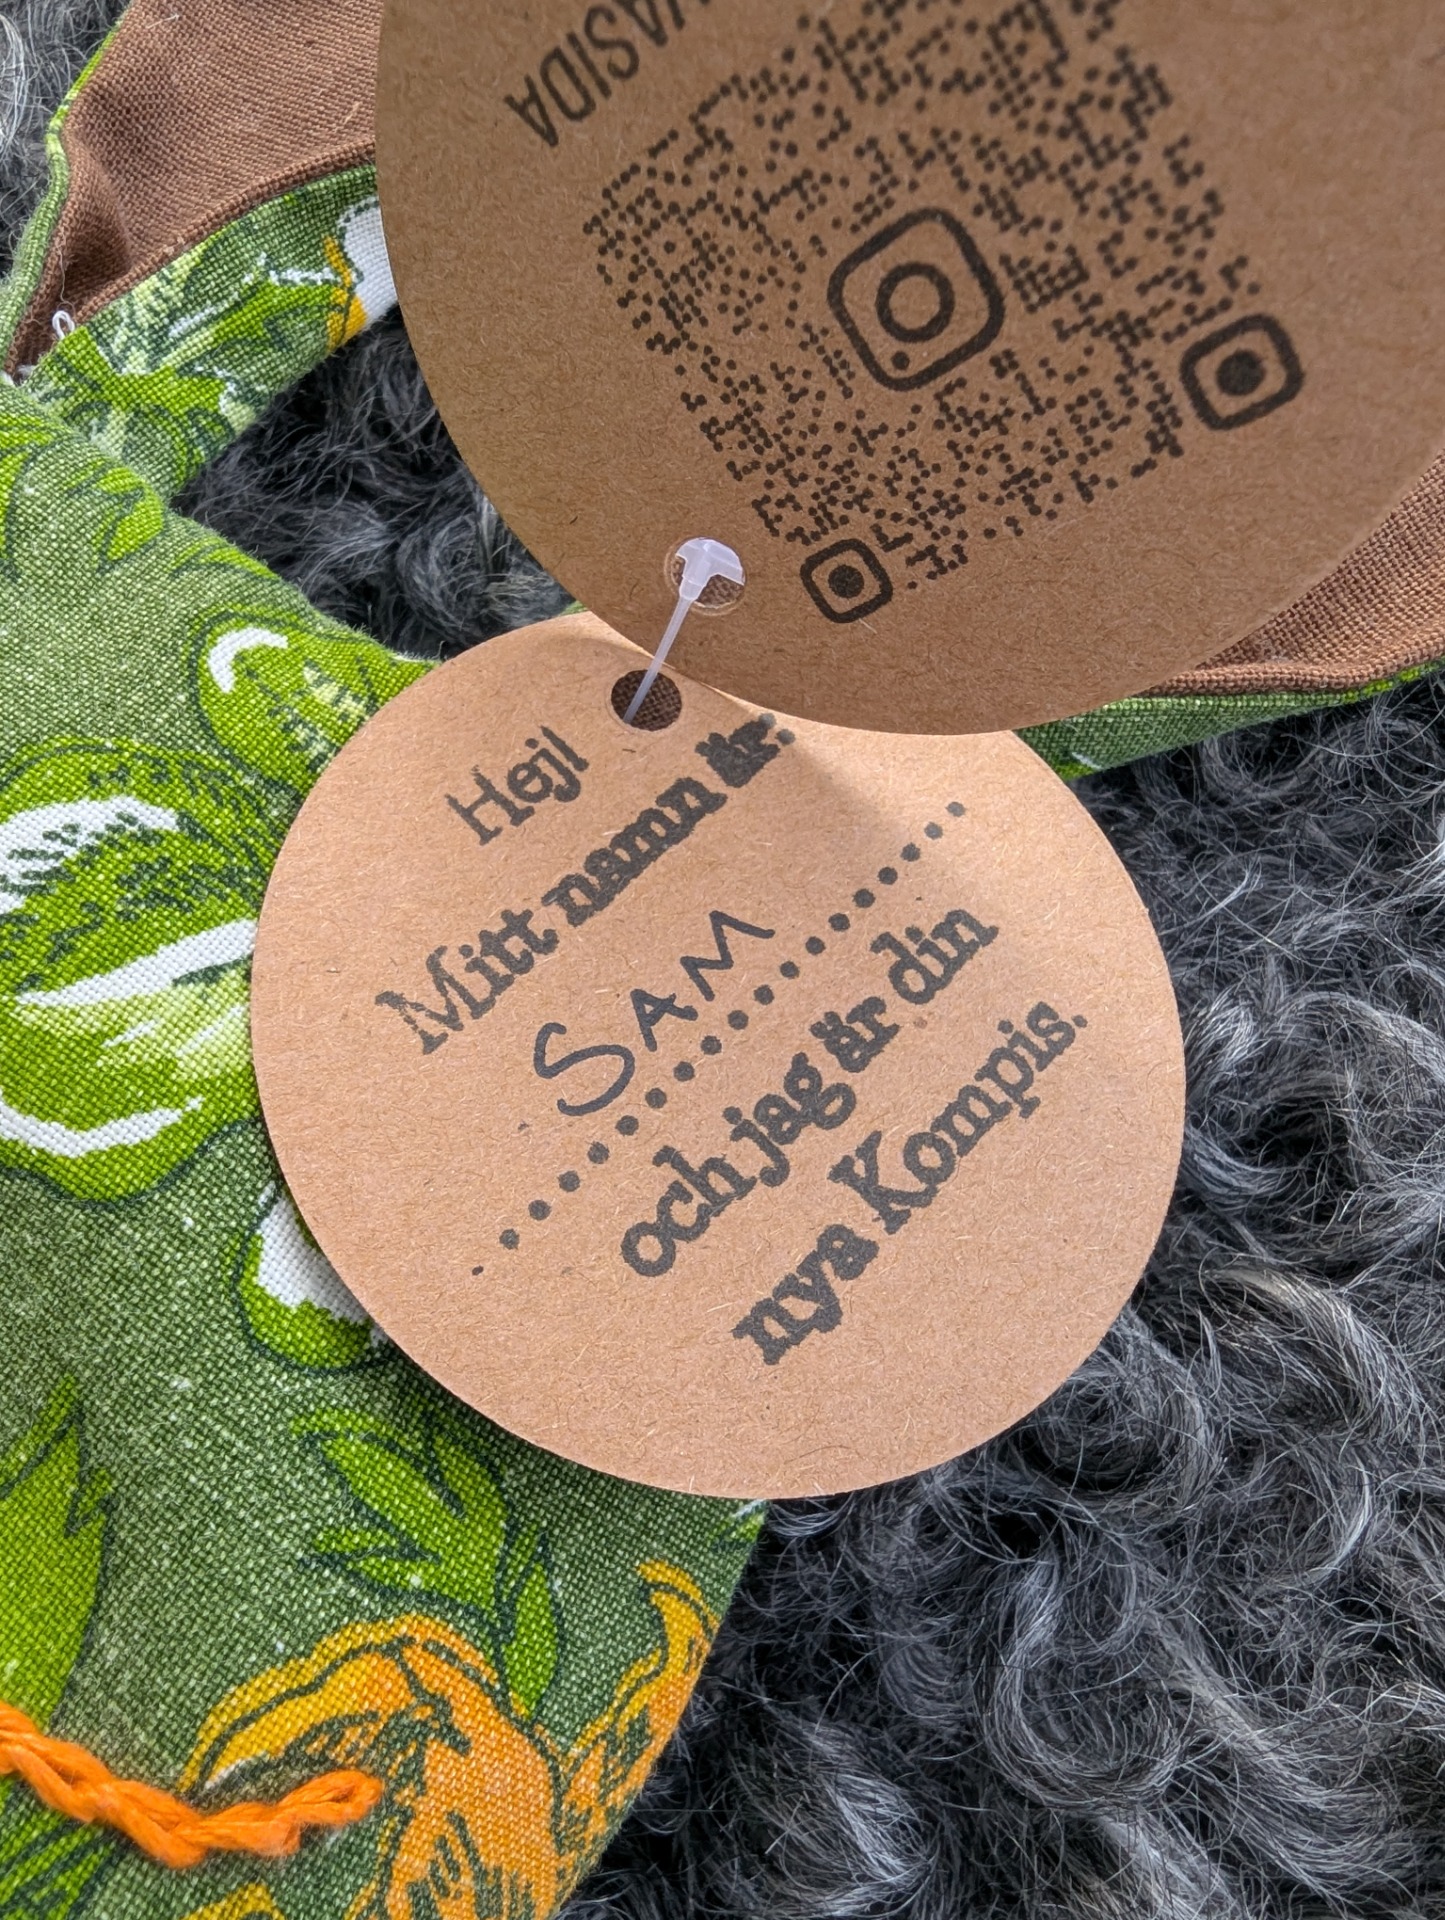 Hej!
Mitt namn är:
SAM
och jag är din
nya Kompis.